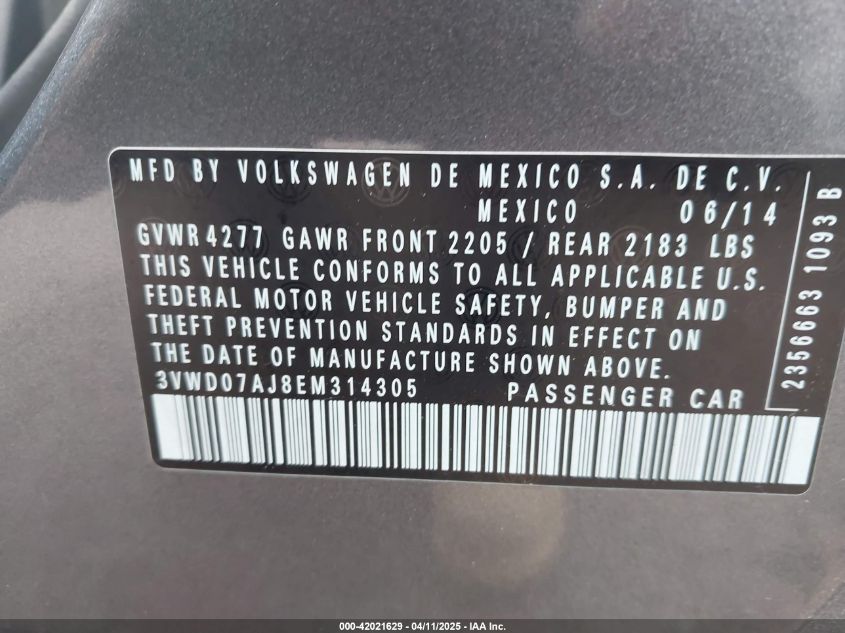 MFD BY VOLKSWAGEN DE MEXICO S.A. DE C.V.
MEXICO 06/14
GVWR 4277 GAWR FRONT 2205 / REAR 2183 LBS
THIS VEHICLE CONFORMS TO ALL APPLICABLE U.S.
FEDERAL MOTOR VEHICLE SAFETY, BUMPER AND
THEFT PREVENTION STANDARDS IN EFFECT ON
THE DATE OF MANUFACTURE SHOWN ABOVE.
3VWD07AJ8EM314305 PASSENGER CAR
2356663 1093 B
000-42021629 - 04/11/2025 - IAA Inc.